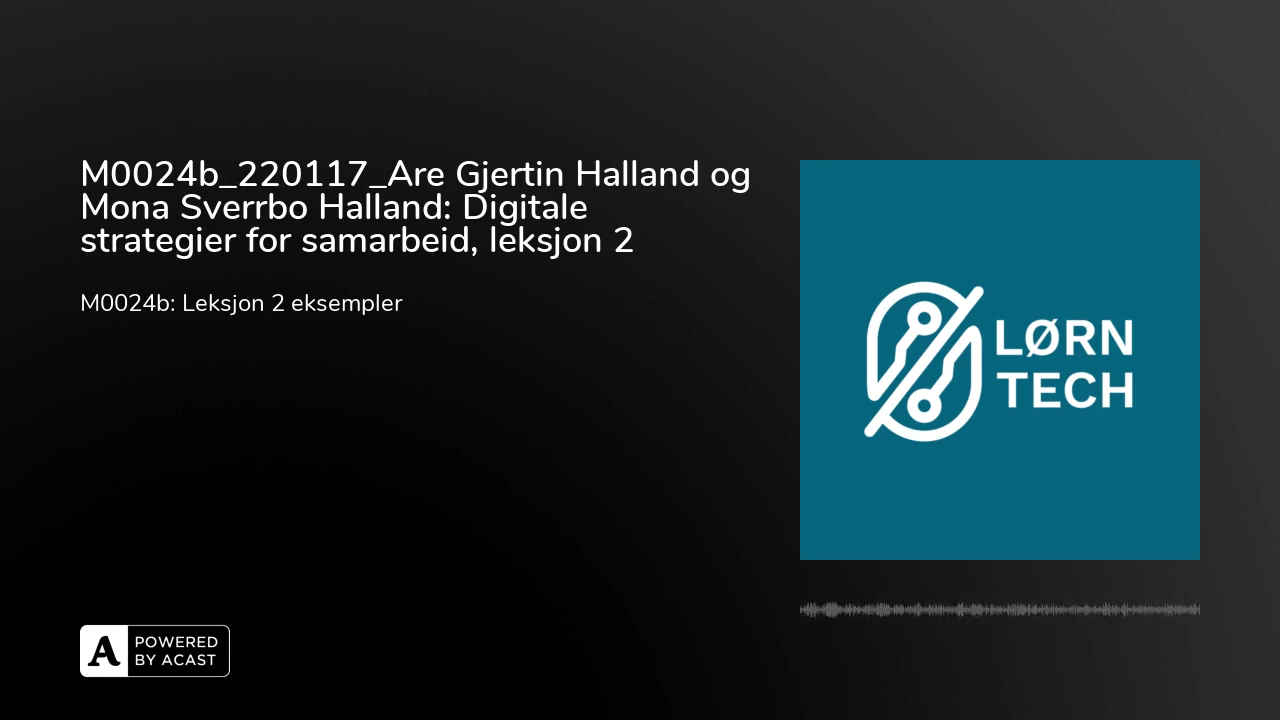 M0024b_220117_Are Gjertin Halland og
Mona Sverrbo Halland: Digitale
strategier for samarbeid, leksjon 2
M0024b: Leksjon 2 eksempler
LØRN
TECH
A POWERED
BY ACAST